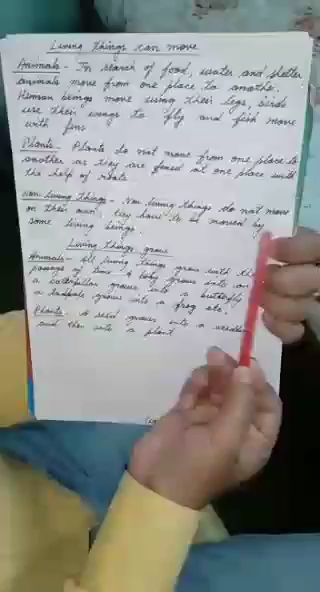 Living things can move
Animals:- In search of food, water and shelter
animals move from one place to another.
Human beings move using their legs, birds
use their wings to fly and fish move
with fins
Plants:- Plants do not move from one place to
another as they are fixed at one place with
the help of roots.
Non living things:- Non living things do not move
on their own, they have to be moved by
some living beings.
Living things grow
Animals:- All living things grow with the
passage of time. A baby grows into an
a caterpillar grows into a butterfly
a tadpole grows into a frog etc.
Plants:- A seed grows into a
and then into a plant